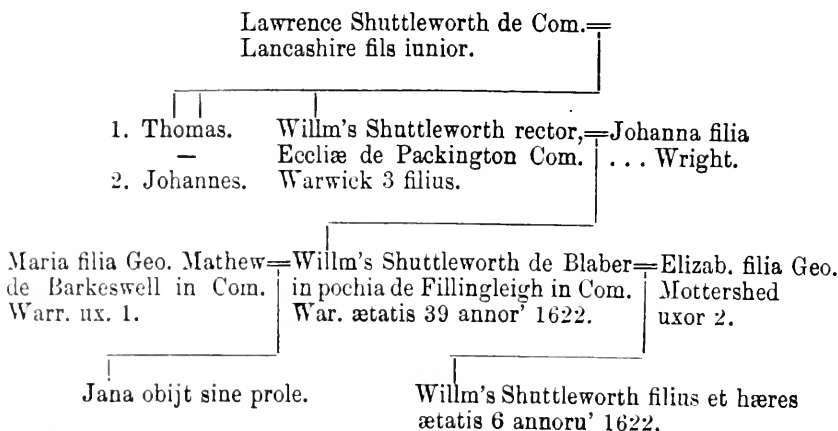 Lawrence Shuttleworth de Com.
Lancashire fils iunior.
1. Thomas.
—
2. Johannes.
Willm's Shuttleworth rector,
Eccliæ de Packington Com.
Warwick 3 filius.
Johanna filia
. . . Wright.
Maria filia Geo. Mathew
de Barkeswell in Com.
Warr. ux. 1.
Willm's Shuttleworth de Blaber
in pochia de Fillingleigh in Com.
War. ætatis 39 annor' 1622.
Elizab. filia Geo.
Mottershed
uxor 2.
Jana obijt sine prole.
Willm's Shuttleworth filius et hæres
ætatis 6 annoru' 1622.